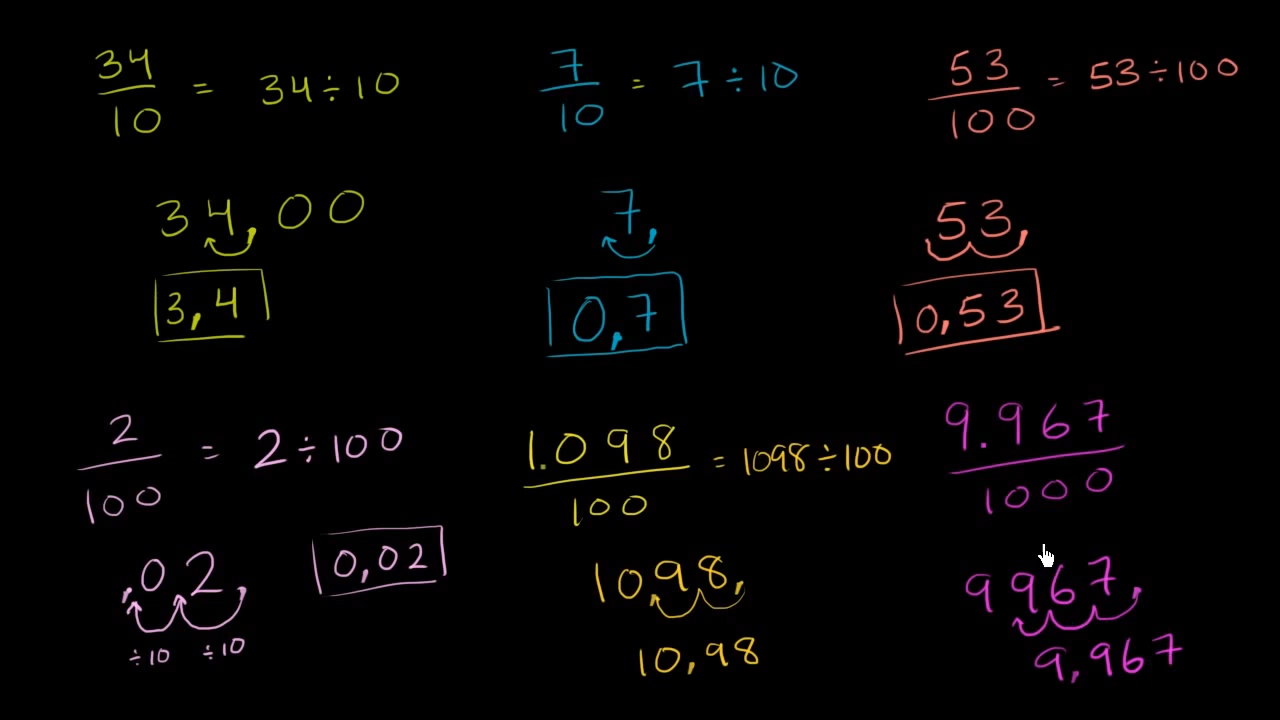 34/10 = 34÷10
34,00
3,4
7/10 = 7÷10
7,
0,7
53/100 = 53÷100
53,
0,53
2/100 = 2÷100
,02,
÷10 ÷10
0,02
1.098/100 = 1098÷100
1098,
10,98
9.967/1000
9967,
9,967